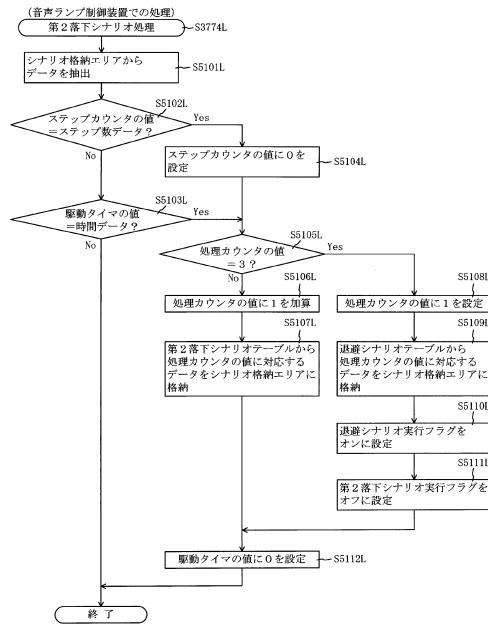 (音声ランプ制御装置での処理)
第2落下シナリオ処理
S3774L
シナリオ格納エリアから
データを抽出
S5101L
S5102L
ステップカウンタの値
=ステップ数データ?
Yes
No
ステップカウンタの値に0を
設定
S5104L
S5103L
駆動タイマの値
=時間データ?
Yes
No
S5105L
処理カウンタの値
=3?
Yes
No
S5106L
処理カウンタの値に1を加算
S5107L
第2落下シナリオテーブルから
処理カウンタの値に対応する
データをシナリオ格納エリアに
格納
S5108L
処理カウンタの値に1を設定
S5109L
退避シナリオテーブルから
処理カウンタの値に対応する
データをシナリオ格納エリアに
格納
S5110L
退避シナリオ実行フラグを
オンに設定
S5111L
第2落下シナリオ実行フラグを
オフに設定
駆動タイマの値に0を設定
S5112L
終了